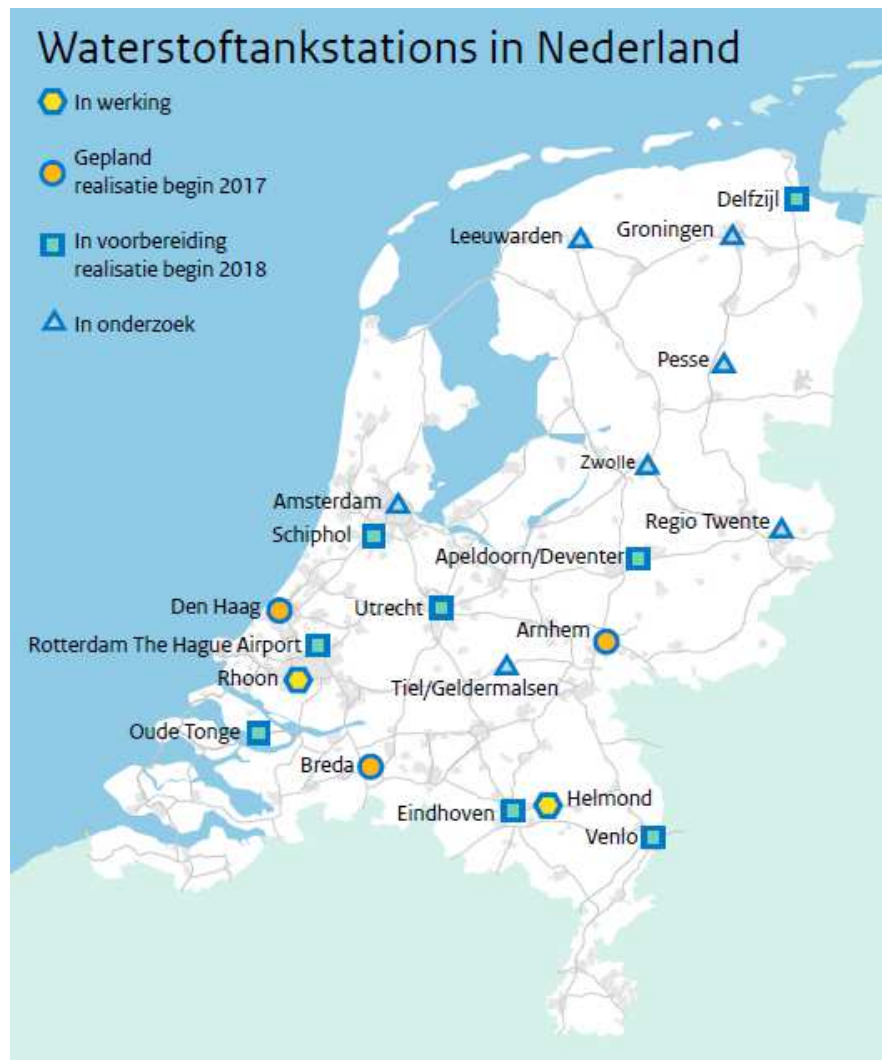 Waterstoftankstations in Nederland
In werking
Gepland
realisatie begin 2017
In voorbereiding
realisatie begin 2018
In onderzoek
Delfzijl
Leeuwarden
Groningen
Pesse
Zwolle
Amsterdam
Regio Twente
Schiphol
Apeldoorn/Deventer
Den Haag
Utrecht
Arnhem
Rotterdam The Hague Airport
Rhoon
Tiel/Geldermalsen
Oude Tonge
Breda
Helmond
Eindhoven
Venlo